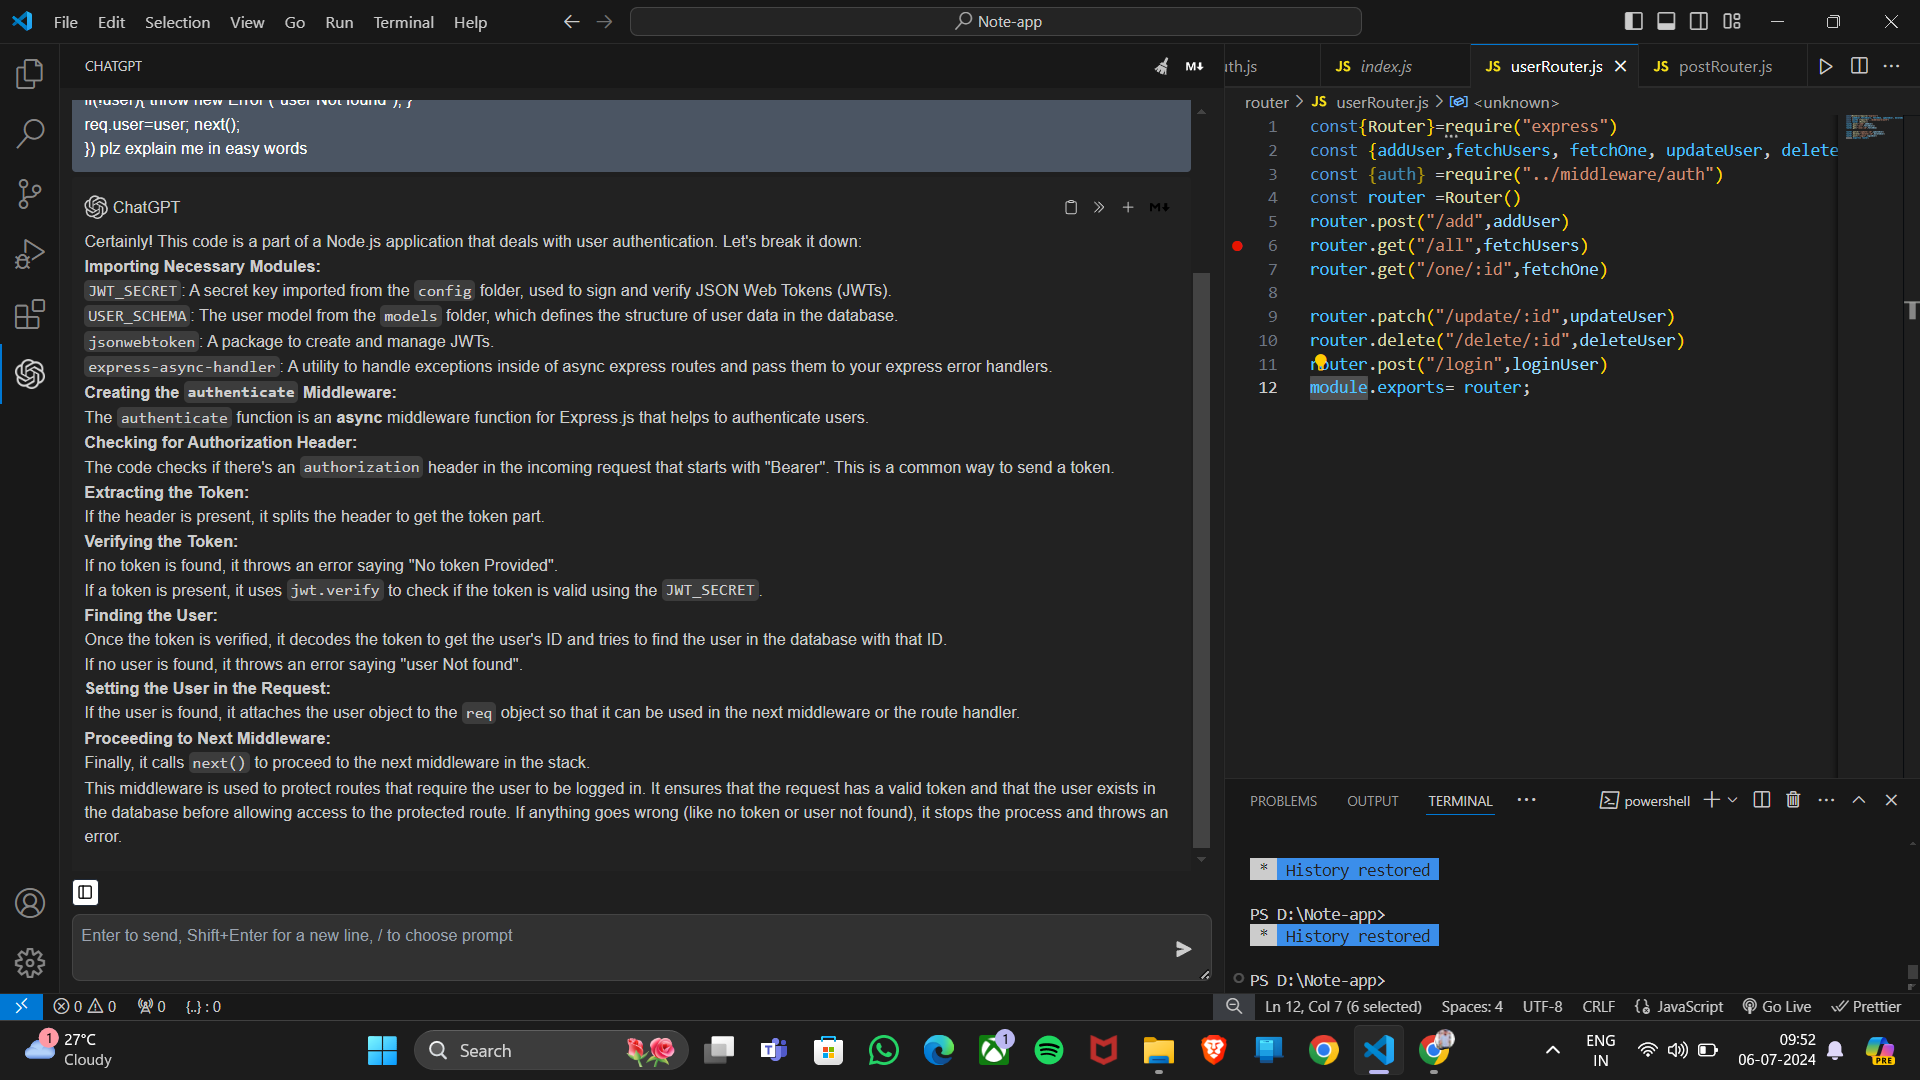 File Edit Selection View Go Run Terminal Help
Note-app
CHATGPT
M↓
if(!user){ throw new Error ("user Not found"); }
req.user=user; next();
}) plz explain me in easy words
ChatGPT
M↓
Certainly! This code is a part of a Node.js application that deals with user authentication. Let's break it down:
Importing Necessary Modules:
JWT_SECRET: A secret key imported from the config folder, used to sign and verify JSON Web Tokens (JWTs).
USER_SCHEMA: The user model from the models folder, which defines the structure of user data in the database.
jsonwebtoken: A package to create and manage JWTs.
express-async-handler: A utility to handle exceptions inside of async express routes and pass them to your express error handlers.
Creating the authenticate Middleware:
The authenticate function is an async middleware function for Express.js that helps to authenticate users.
Checking for Authorization Header:
The code checks if there's an authorization header in the incoming request that starts with "Bearer". This is a common way to send a token.
Extracting the Token:
If the header is present, it splits the header to get the token part.
Verifying the Token:
If no token is found, it throws an error saying "No token Provided".
If a token is present, it uses jwt.verify to check if the token is valid using the JWT_SECRET.
Finding the User:
Once the token is verified, it decodes the token to get the user's ID and tries to find the user in the database with that ID.
If no user is found, it throws an error saying "user Not found".
Setting the User in the Request:
If the user is found, it attaches the user object to the req object so that it can be used in the next middleware or the route handler.
Proceeding to Next Middleware:
Finally, it calls next() to proceed to the next middleware in the stack.
This middleware is used to protect routes that require the user to be logged in. It ensures that the request has a valid token and that the user exists in
the database before allowing access to the protected route. If anything goes wrong (like no token or user not found), it stops the process and throws an
error.
Enter to send, Shift+Enter for a new line, / to choose prompt
uth.js JS index.js JS userRouter.js JS postRouter.js
router > JS userRouter.js > <unknown>
1 const{Router}=require("express")
2 const {addUser,fetchUsers, fetchOne, updateUser, delete
3 const {auth} =require("../middleware/auth")
4 const router =Router()
5 router.post("/add",addUser)
6 router.get("/all",fetchUsers)
7 router.get("/one/:id",fetchOne)
8
9 router.patch("/update/:id",updateUser)
10 router.delete("/delete/:id",deleteUser)
11 router.post("/login",loginUser)
12 module.exports= router;
PROBLEMS OUTPUT TERMINAL ··· powershell
* History restored
PS D:\Note-app>
* History restored
PS D:\Note-app>
0 0 0 {..} : 0 Ln 12, Col 7 (6 selected) Spaces: 4 UTF-8 CRLF JavaScript Go Live Prettier
1 27°C
Cloudy
Search
1
ENG
IN
09:52
06-07-2024
PRE